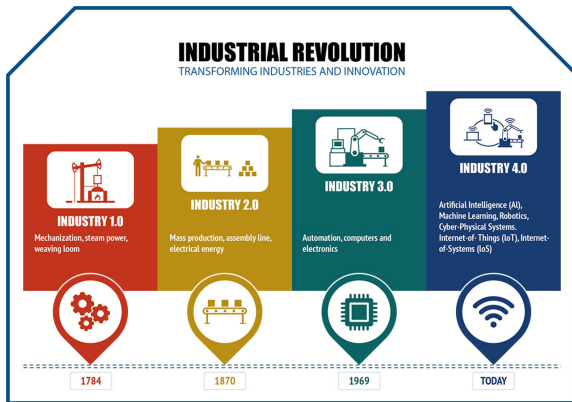 INDUSTRIAL REVOLUTION
TRANSFORMING INDUSTRIES AND INNOVATION
INDUSTRY 1.0
Mechanization, steam power,
weaving loom
INDUSTRY 2.0
Mass production, assembly line,
electrical energy
INDUSTRY 3.0
Automation, computers and
electronics
INDUSTRY 4.0
Artificial Intelligence (AI),
Machine Learning, Robotics,
Cyber-Physical Systems.
Internet-of- Things (IoT), Internet-
of-Systems (IoS)
1784
1870
1969
TODAY